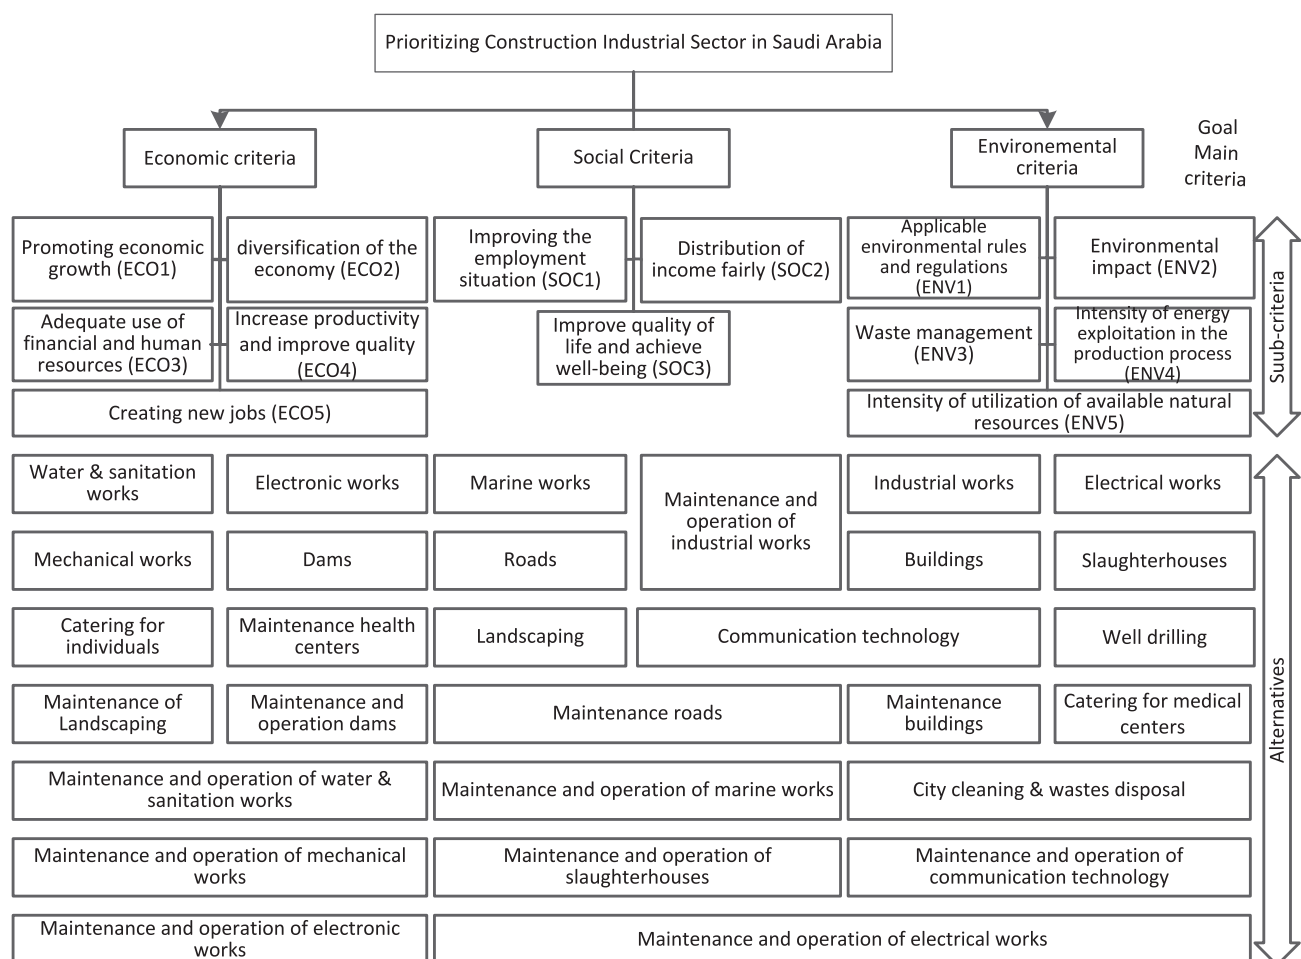 Prioritizing Construction Industrial Sector in Saudi Arabia
Goal
Main
criteria
Economic criteria
Social Criteria
Environemental
criteria
Promoting economic
growth (ECO1)
diversification of the
economy (ECO2)
Improving the
employment
situation (SOC1)
Distribution of
income fairly (SOC2)
Applicable
environmental rules
and regulations
(ENV1)
Environmental
impact (ENV2)
Adequate use of
financial and human
resources (ECO3)
Increase productivity
and improve quality
(ECO4)
Improve quality of
life and achieve
well-being (SOC3)
Waste management
(ENV3)
Intensity of energy
exploitation in the
production process
(ENV4)
Creating new jobs (ECO5)
Intensity of utilization of available natural
resources (ENV5)
Ssub-criteria
Water & sanitation
works
Electronic works
Marine works
Maintenance and
operation of
industrial works
Industrial works
Electrical works
Mechanical works
Dams
Roads
Buildings
Slaughterhouses
Catering for
individuals
Maintenance health
centers
Landscaping
Communication technology
Well drilling
Maintenance of
Landscaping
Maintenance and
operation dams
Maintenance roads
Maintenance
buildings
Catering for medical
centers
Alternatives
Maintenance and operation of water &
sanitation works
Maintenance and operation of marine works
City cleaning & wastes disposal
Maintenance and operation of mechanical
works
Maintenance and operation of
slaughterhouses
Maintenance and operation of
communication technology
Maintenance and operation of electronic
works
Maintenance and operation of electrical works